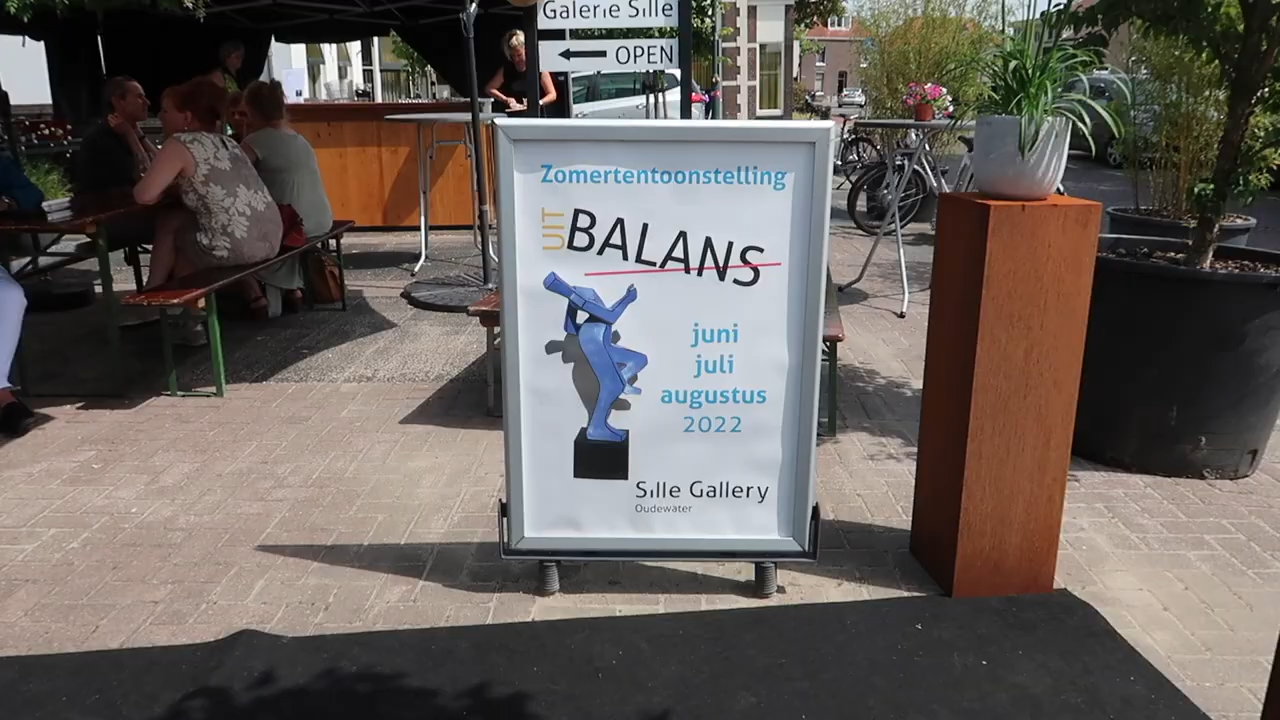 Galerie Sille
OPEN
Zomertentoonstelling
UIT
BALANS
juni
juli
augustus
2022
Sille Gallery
Oudewater